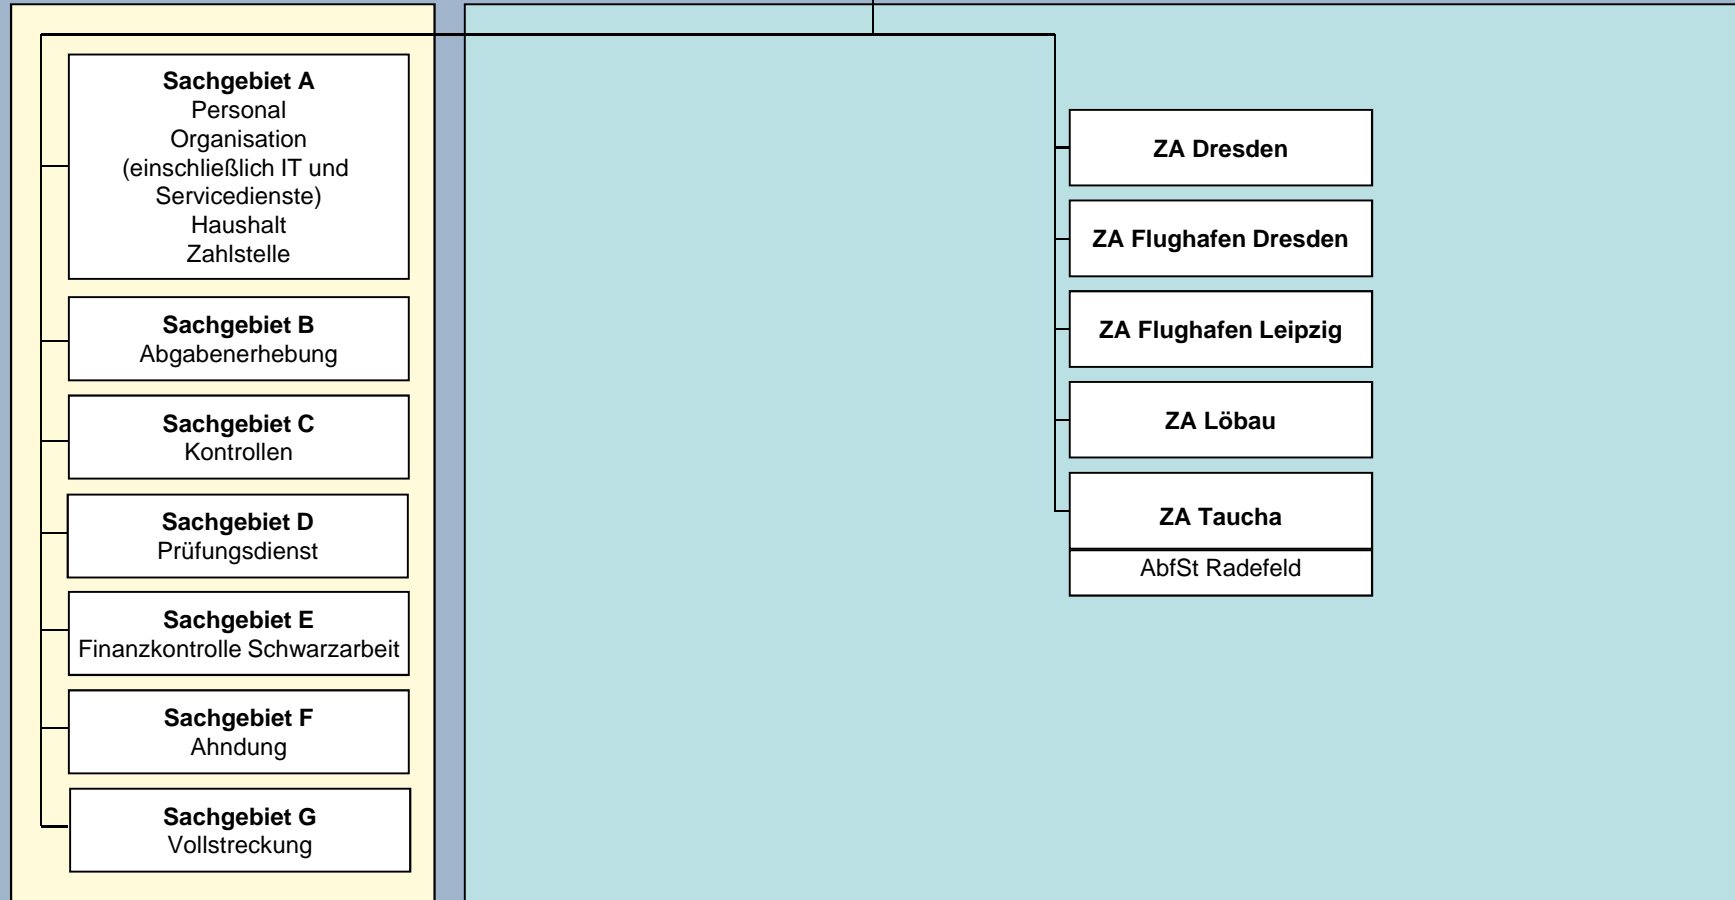 Sachgebiet A
Personal
Organisation
(einschließlich IT und
Servicedienste)
Haushalt
Zahlstelle
Sachgebiet B
Abgabenerhebung
Sachgebiet C
Kontrollen
Sachgebiet D
Prüfungsdienst
Sachgebiet E
Finanzkontrolle Schwarzarbeit
Sachgebiet F
Ahndung
Sachgebiet G
Vollstreckung
ZA Dresden
ZA Flughafen Dresden
ZA Flughafen Leipzig
ZA Löbau
ZA Taucha
AbfSt Radefeld